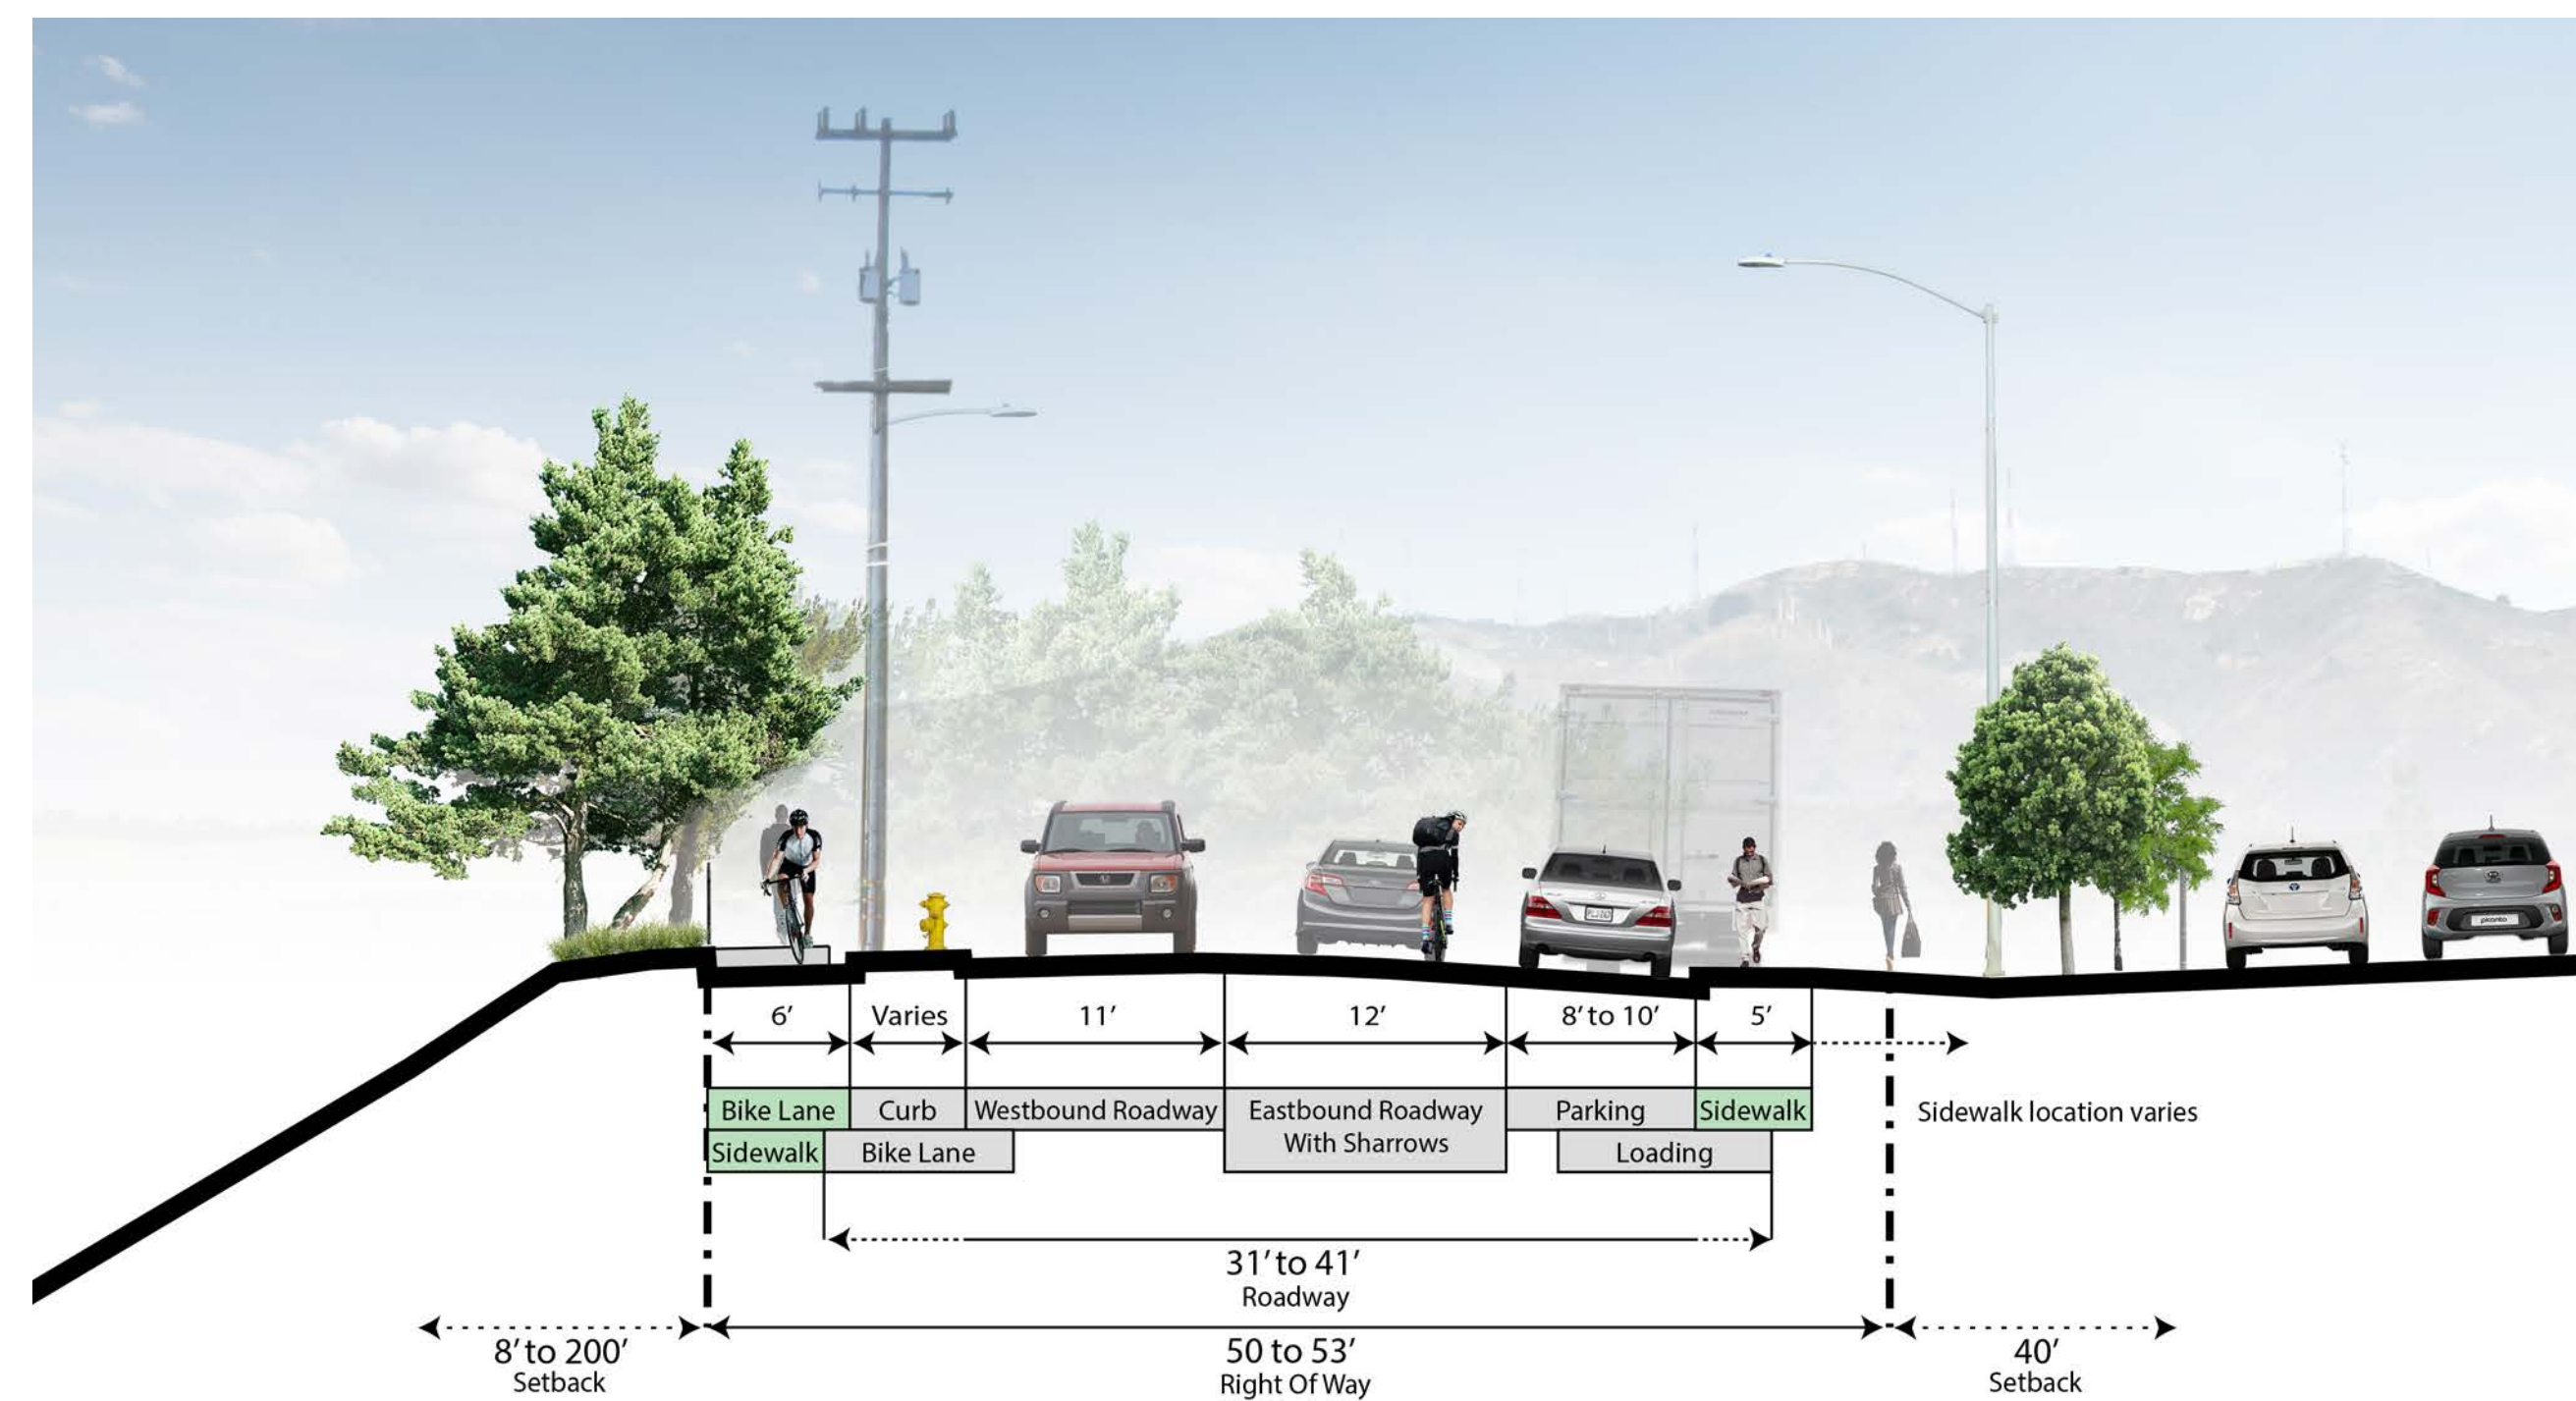 6’
Varies
11’
12’
8’ to 10’
5’
Bike Lane
Curb
Westbound Roadway
Eastbound Roadway
With Sharrows
Parking
Sidewalk
Sidewalk location varies
Sidewalk
Bike Lane
Loading
31’ to 41’
Roadway
8’ to 200’
Setback
50 to 53’
Right Of Way
40’
Setback
picanto